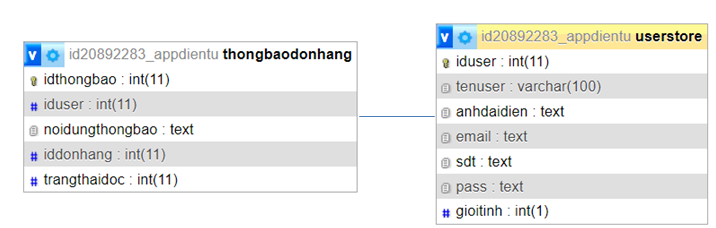 v id20892283_appdientu thongbaodonhang
idthongbao : int(11)
# iduser : int(11)
noidungthongbao : text
# iddonhang : int(11)
# trangthaidoc : int(11)
v id20892283_appdientu userstore
iduser : int(11)
tenuser : varchar(100)
anhdaidien : text
email : text
sdt : text
pass : text
# gioitinh : int(1)